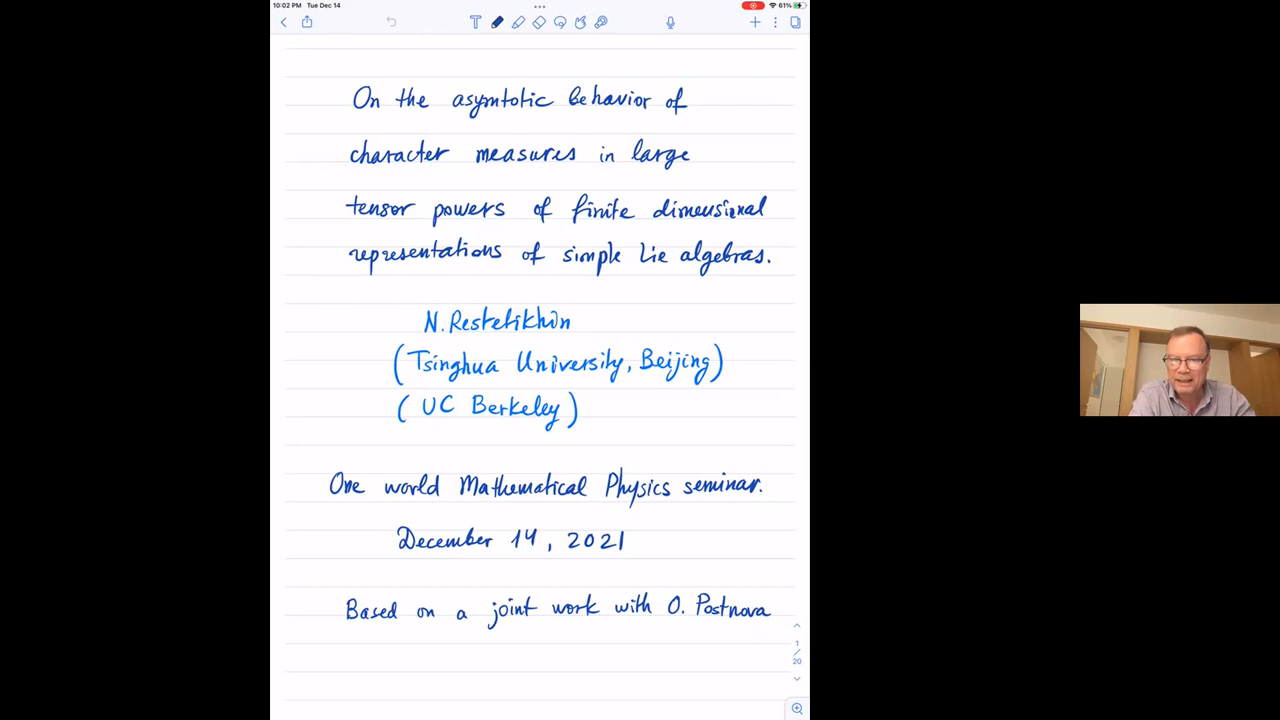 10:02 PM Tue Dec 14
61%
On the asymtotic behavior of
character measures in large
tensor powers of finite dimensional
representations of simple Lie algebras.
N. Reshetikhin
(Tsinghua University, Beijing)
(UC Berkeley)
One world Mathematical Physics seminar.
December 14, 2021
Based on a joint work with O. Postnova
1
/
20